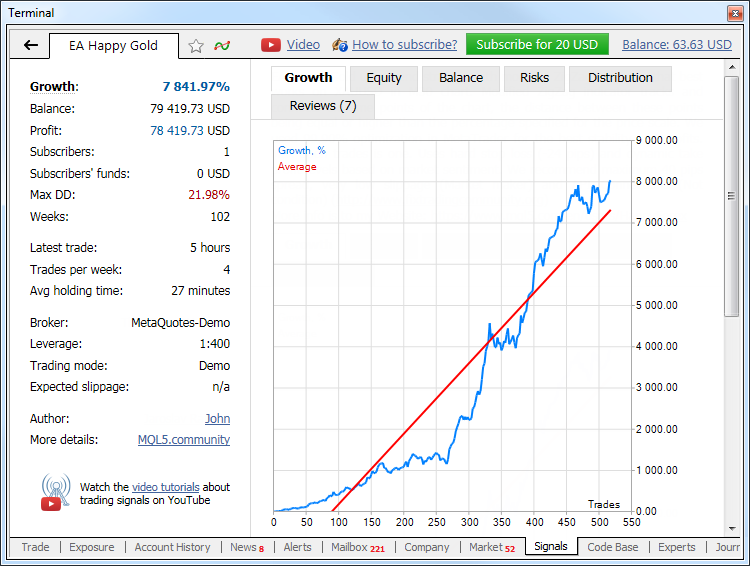 Terminal
EA Happy Gold
Video
How to subscribe?
Subscribe for 20 USD
Balance: 63.63 USD
Growth: 7 841.97%
Balance: 79 419.73 USD
Profit: 78 419.73 USD
Subscribers: 1
Subscribers' funds: 0 USD
Max DD: 21.98%
Weeks: 102
Latest trade: 5 hours
Trades per week: 4
Avg holding time: 27 minutes
Broker: MetaQuotes-Demo
Leverage: 1:400
Trading mode: Demo
Expected slippage: n/a
Author: John
More details: MQL5.community
Watch the video tutorials about
trading signals on YouTube
Growth Equity Balance Risks Distribution
Reviews (7)
Growth, %
Average
9 000.00
8 000.00
7 000.00
6 000.00
5 000.00
4 000.00
3 000.00
2 000.00
1 000.00
0.00
Trades
0 50 100 150 200 250 300 350 400 450 500 550
Trade Exposure Account History News 8 Alerts Mailbox 221 Company Market 52 Signals Code Base Experts Journ